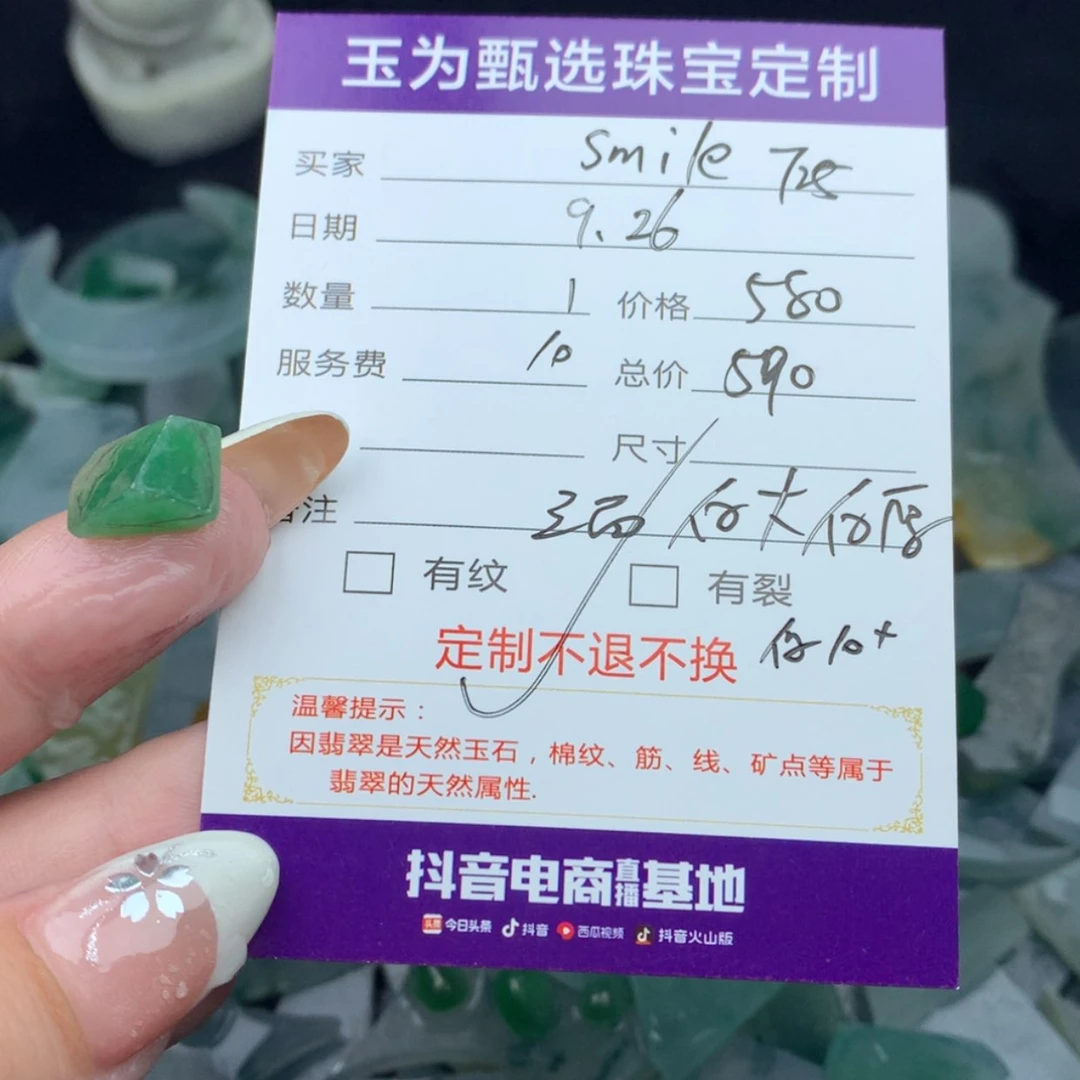 玉为甄选珠宝定制
买家 smile 725
日期 9.26
数量 1 价格 580
服务费 10 总价 590
尺寸
注
有纹 有裂
定制不退不换
温馨提示:
因翡翠是天然玉石,棉纹、筋、线、矿点等属于
翡翠的天然属性.
抖音电商直播基地
头条 今日头条 抖音 西瓜视频 抖音火山版